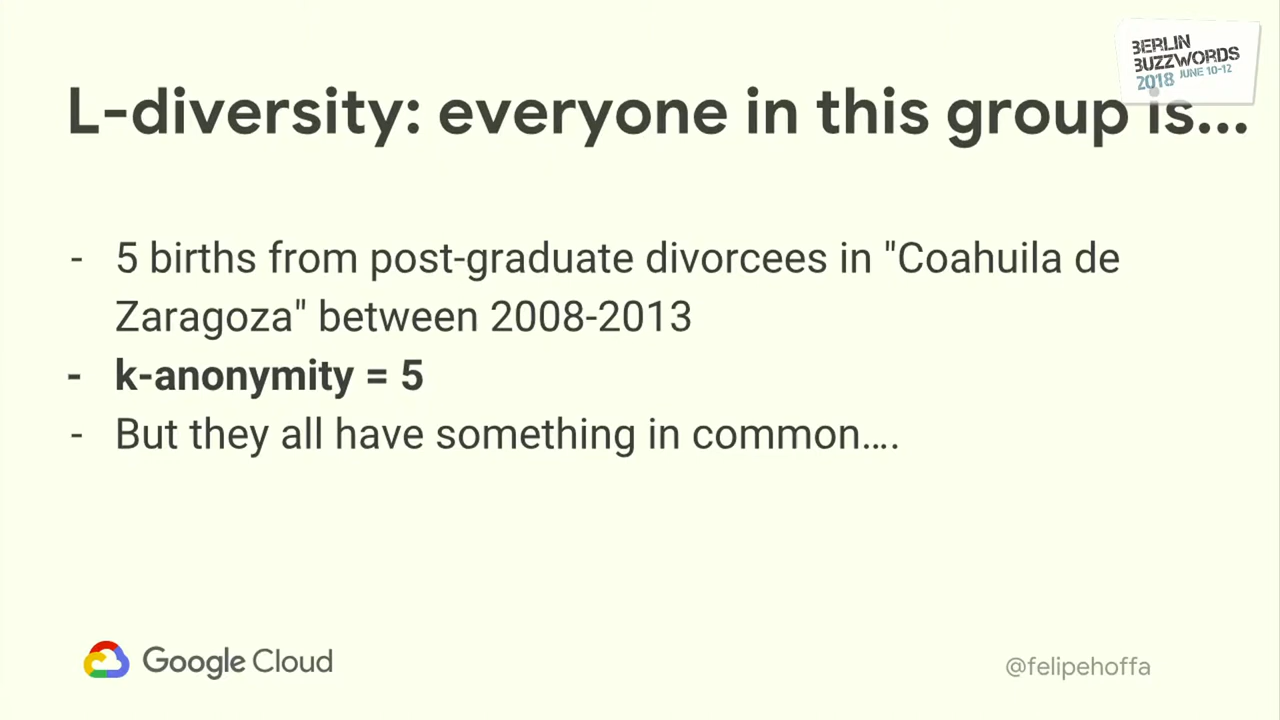 BERLIN
BUZZWORDS
2018 JUNE 10-12
L-diversity: everyone in this group is...
- 5 births from post-graduate divorcees in "Coahuila de
Zaragoza" between 2008-2013
- k-anonymity = 5
- But they all have something in common....
Google Cloud
@felipehoffa